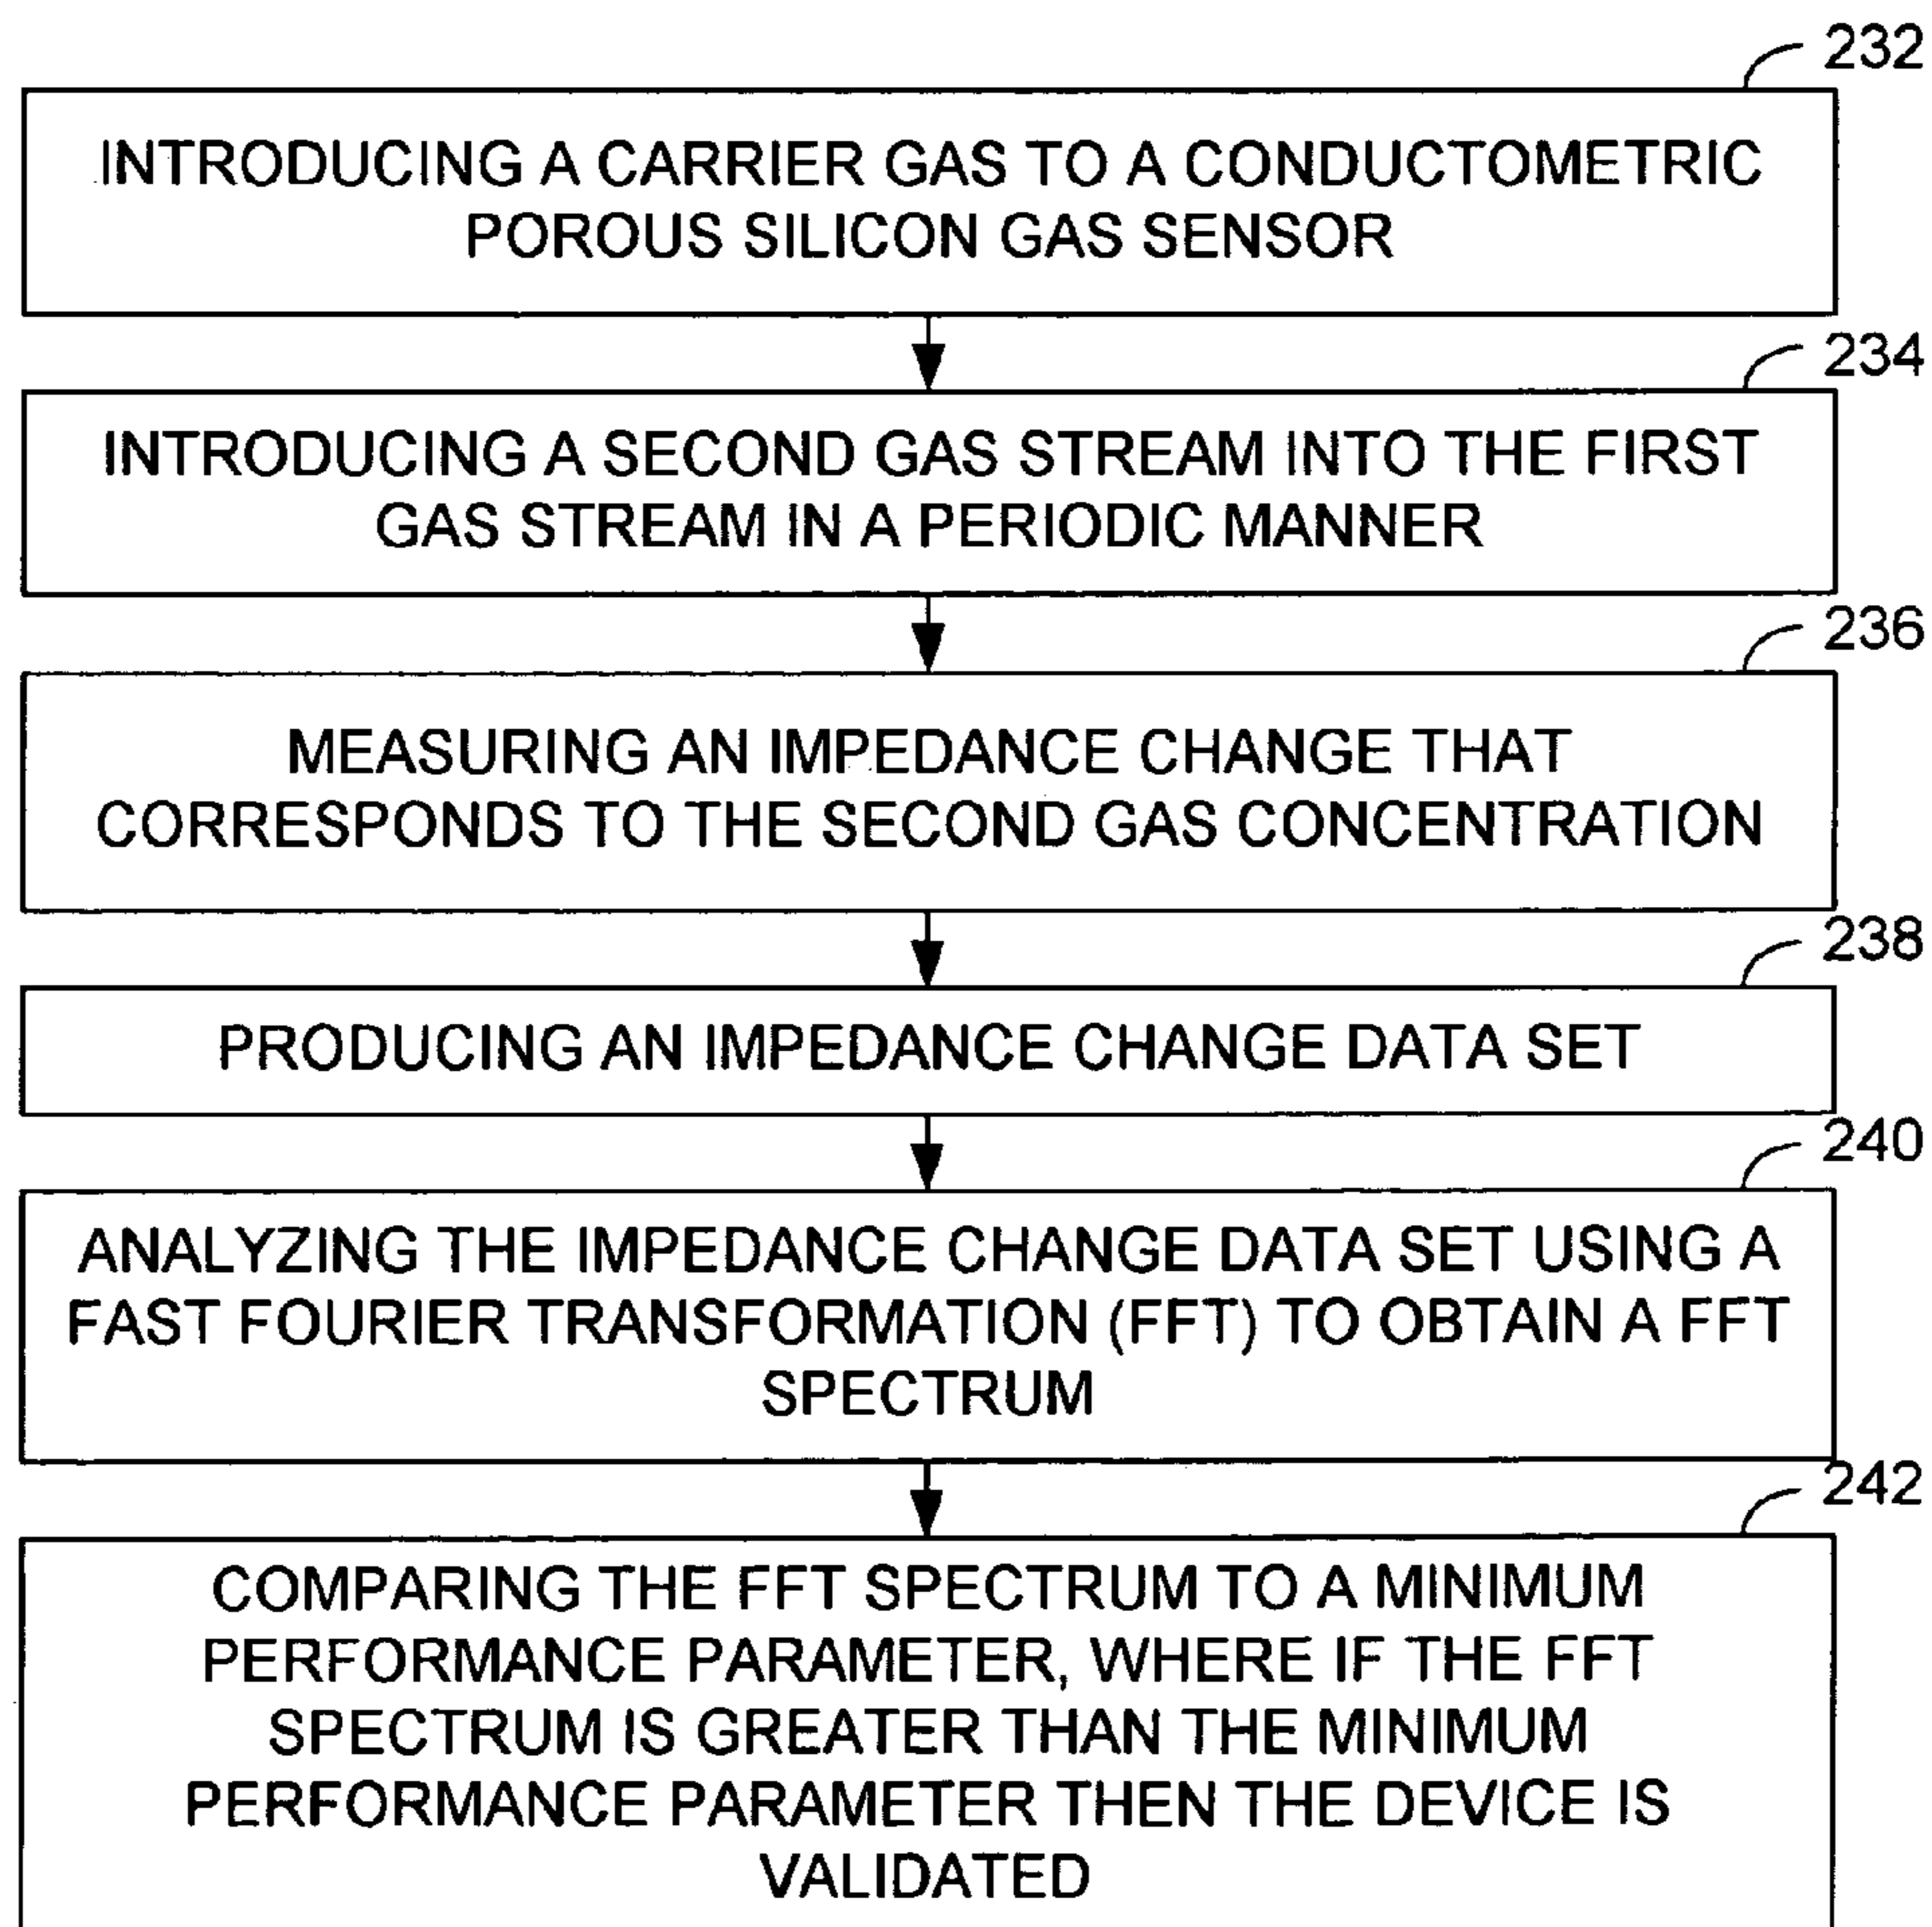 232
INTRODUCING A CARRIER GAS TO A CONDUCTOMETRIC
POROUS SILICON GAS SENSOR
234
INTRODUCING A SECOND GAS STREAM INTO THE FIRST
GAS STREAM IN A PERIODIC MANNER
236
MEASURING AN IMPEDANCE CHANGE THAT
CORRESPONDS TO THE SECOND GAS CONCENTRATION
238
PRODUCING AN IMPEDANCE CHANGE DATA SET
240
ANALYZING THE IMPEDANCE CHANGE DATA SET USING A
FAST FOURIER TRANSFORMATION (FFT) TO OBTAIN A FFT
SPECTRUM
242
COMPARING THE FFT SPECTRUM TO A MINIMUM
PERFORMANCE PARAMETER, WHERE IF THE FFT
SPECTRUM IS GREATER THAN THE MINIMUM
PERFORMANCE PARAMETER THEN THE DEVICE IS
VALIDATED